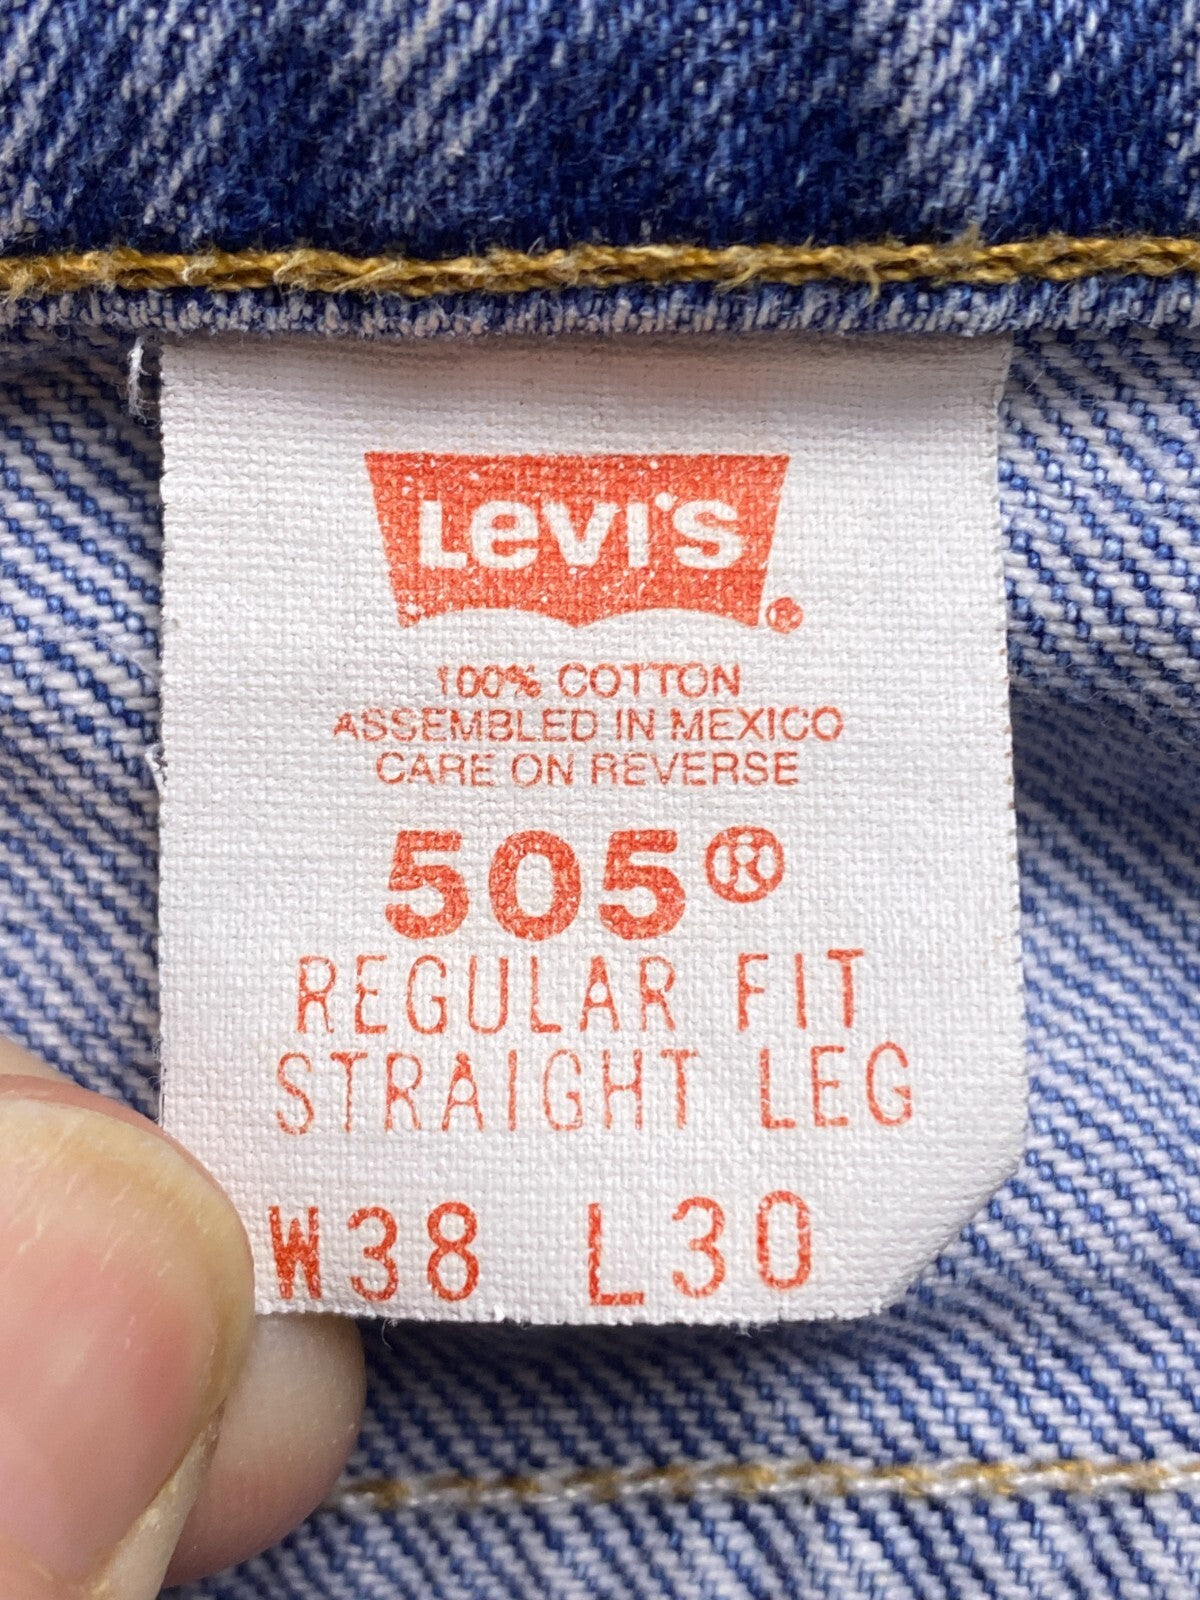 Levi's®
100% COTTON
ASSEMBLED IN MEXICO
CARE ON REVERSE
505®
REGULAR FIT
STRAIGHT LEG
W38 L30